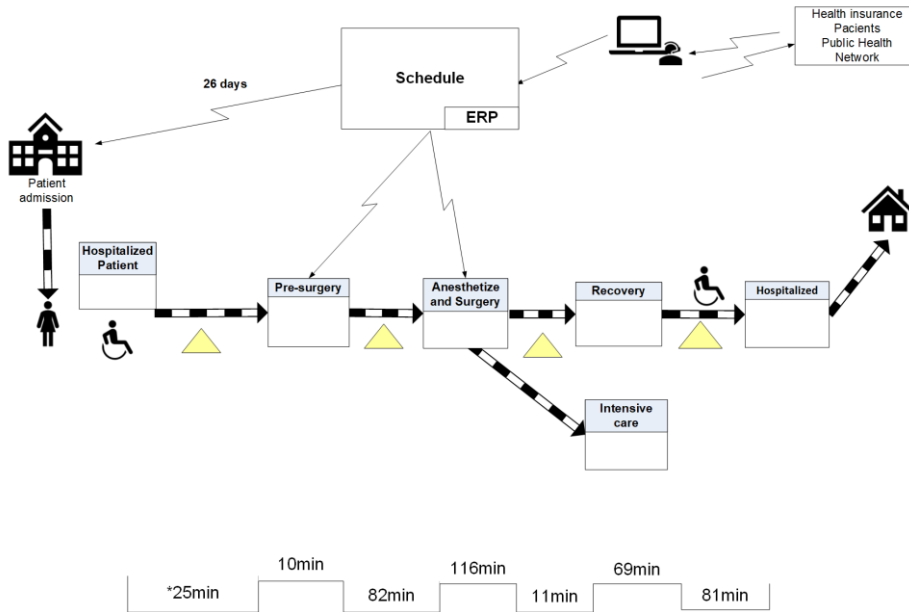 Health insurance
Pacients
Public Health
Network
Schedule
ERP
26 days
Patient
admission
Hospitalized
Patient
Pre-surgery
Anesthetize
and Surgery
Recovery
Hospitalized
Intensive
care
*25min
10min
82min
116min
11min
69min
81min